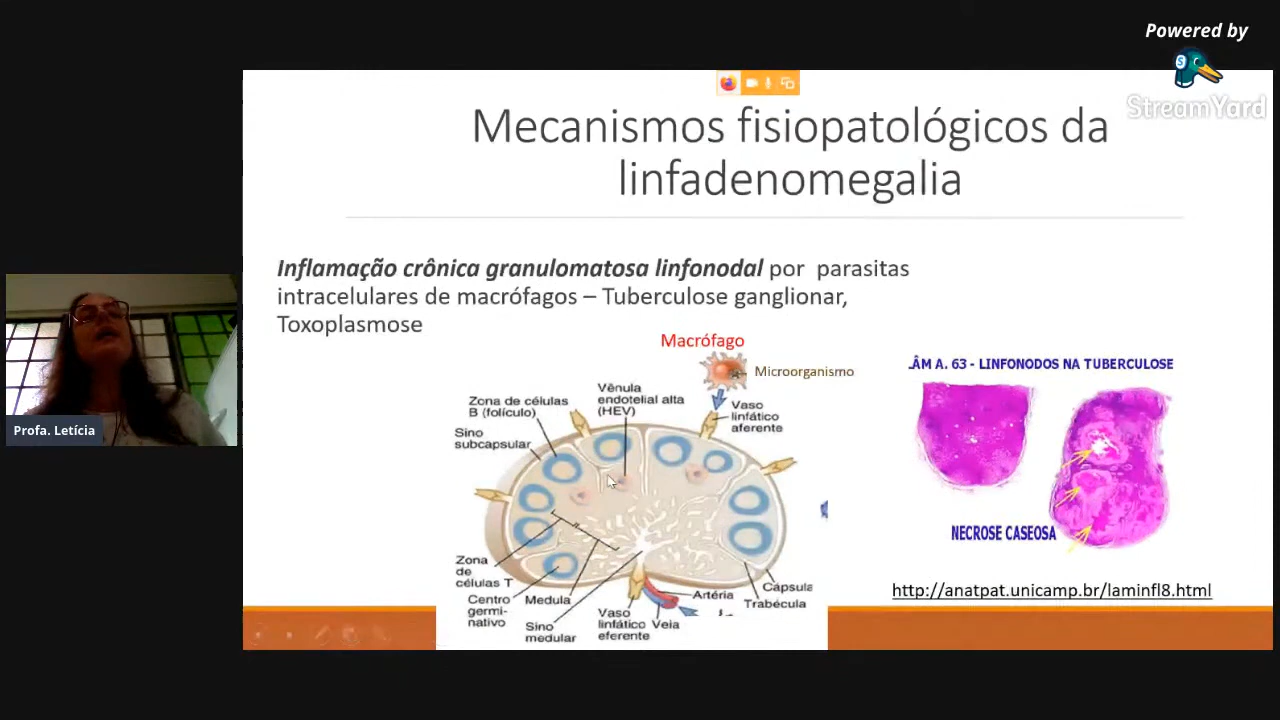 Powered by
StreamYard
Mecanismos fisiopatológicos da
linfadenomegalia
Inflamação crônica granulomatosa linfonodal por parasitas
intracelulares de macrófagos – Tuberculose ganglionar,
Toxoplasmose
Macrófago
Microorganismo
Vênula
endotelial alta
(HEV)
Zona de células
B (folículo)
Vaso
linfático
aferente
Sino
subcapsular
Zona
de
células T
Centro
germi-
nativo
Medula
Sino
medular
Vaso
linfático
eferente
Veia
Artéria
Cápsula
Trabécula
LÂM A. 63 - LINFONODOS NA TUBERCULOSE
NECROSE CASEOSA
http://anatpat.unicamp.br/laminfl8.html
Profa. Letícia